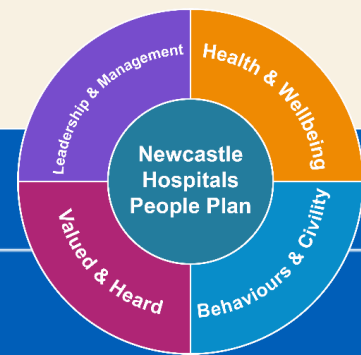 Leadership & Management
Health & Wellbeing
Newcastle
Hospitals
People Plan
Valued & Heard
Behaviours & Civility